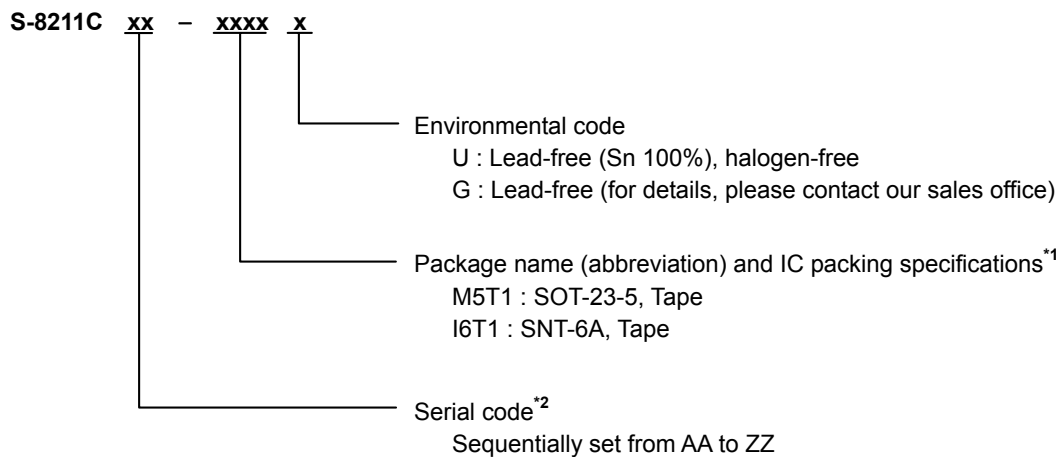 S-8211C xx – xxxx x
Environmental code
U : Lead-free (Sn 100%), halogen-free
G : Lead-free (for details, please contact our sales office)
Package name (abbreviation) and IC packing specifications*1
M5T1 : SOT-23-5, Tape
I6T1 : SNT-6A, Tape
Serial code*2
Sequentially set from AA to ZZ